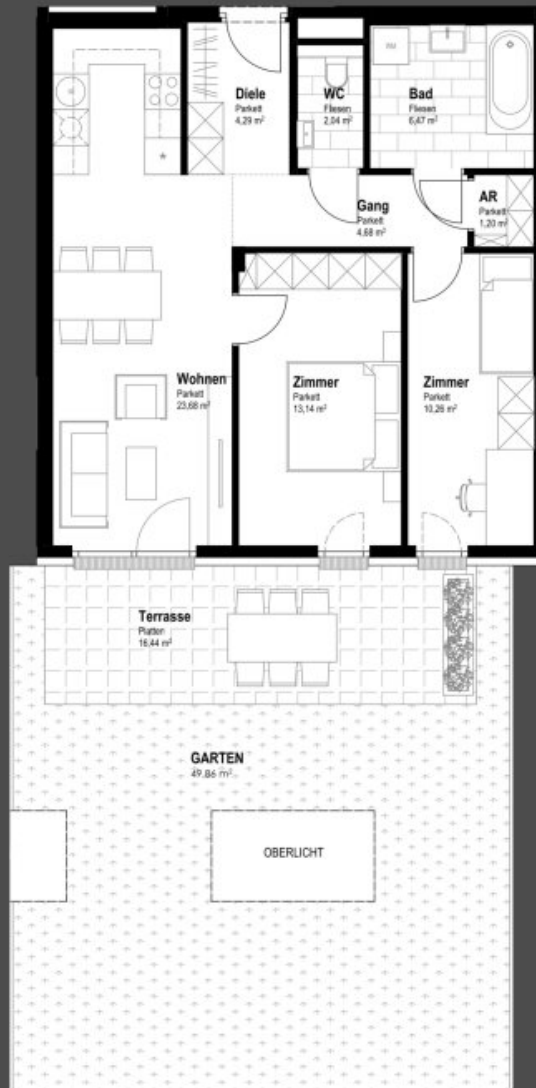 Diele
Parkett
4,29 m²
WC
Fliesen
2,04 m²
Bad
Fliesen
6,47 m²
AR
Parkett
1,20 m²
Gang
Parkett
4,68 m²
Wohnen
Parkett
23,68 m²
Zimmer
Parkett
13,14 m²
Zimmer
Parkett
10,26 m²
Terrasse
Platten
16,44 m²
GARTEN
49,86 m²
OBERLICHT